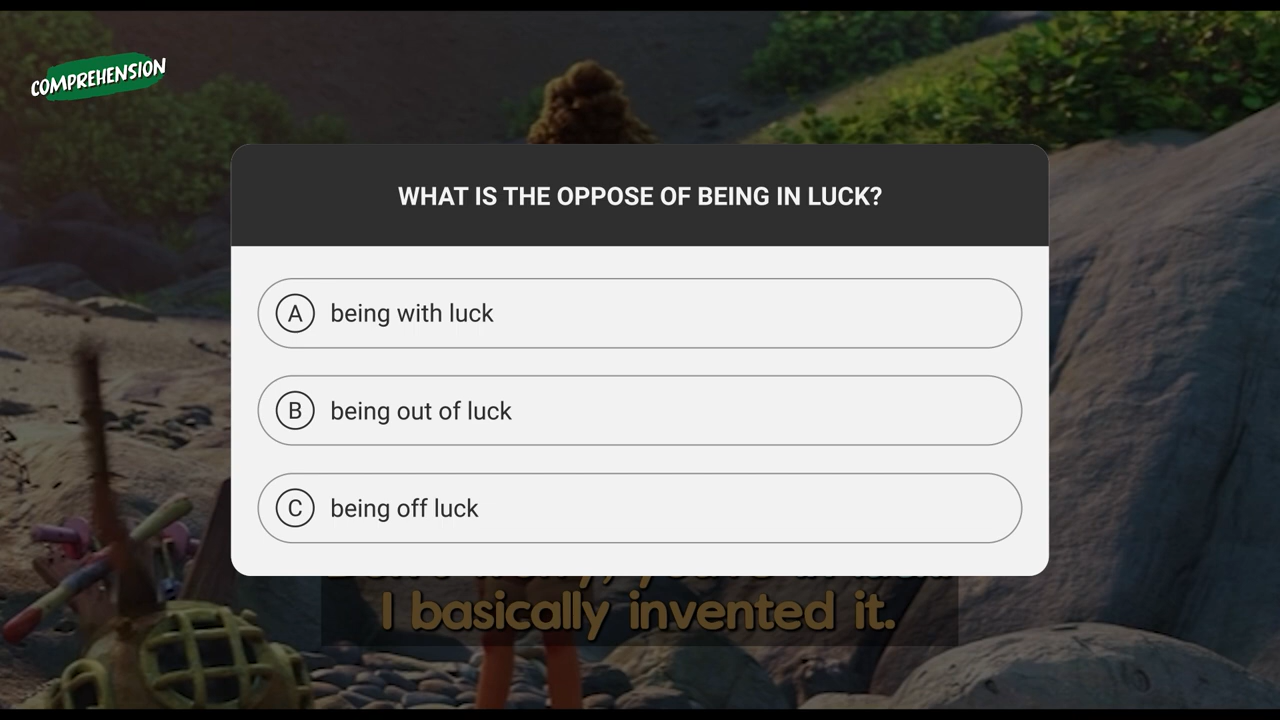 COMPREHENSION
WHAT IS THE OPPOSE OF BEING IN LUCK?
A being with luck
B being out of luck
C being off luck
I basically invented it.